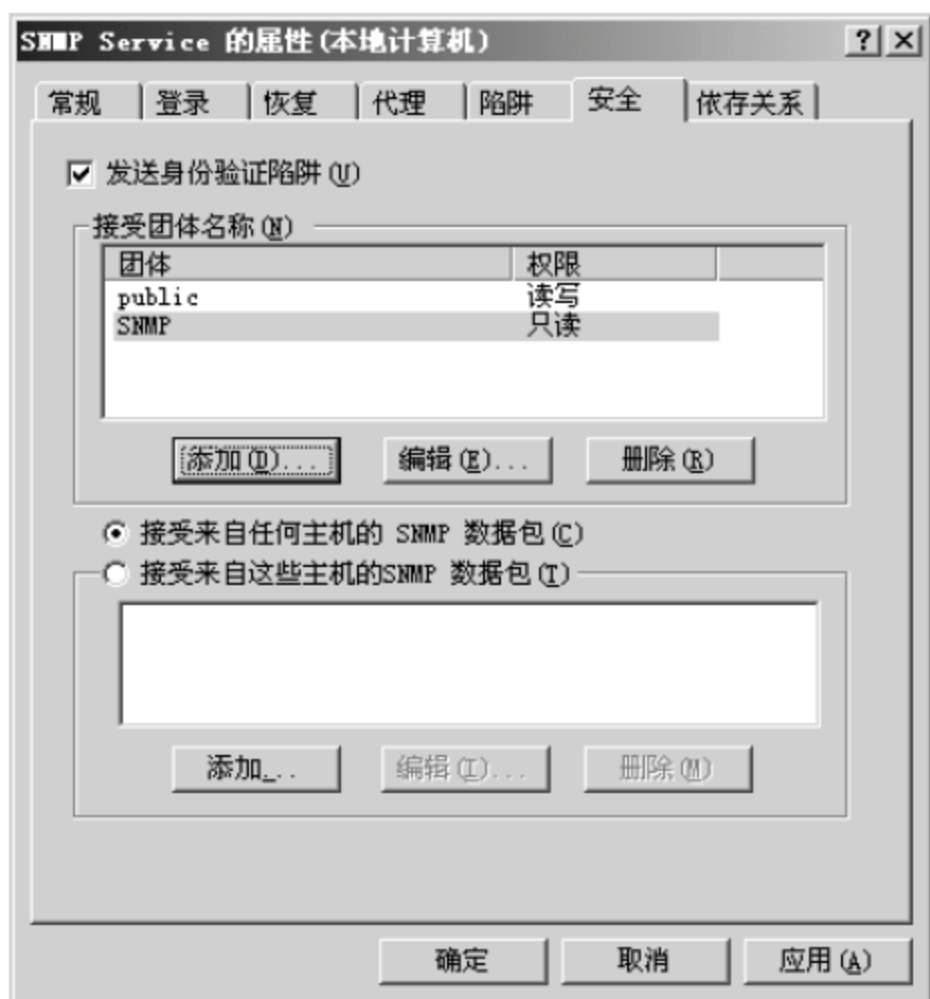 SNMP Service 的属性(本地计算机)
常规 登录 恢复 代理 陷阱 安全 依存关系
发送身份验证陷阱(U)
接受团体名称(N)
团体 权限
public 读写
SNMP 只读
添加(D)... 编辑(E)... 删除(R)
接受来自任何主机的 SNMP 数据包(C)
接受来自这些主机的SNMP 数据包(T)
添加... 编辑(I)... 删除(M)
确定 取消 应用(A)